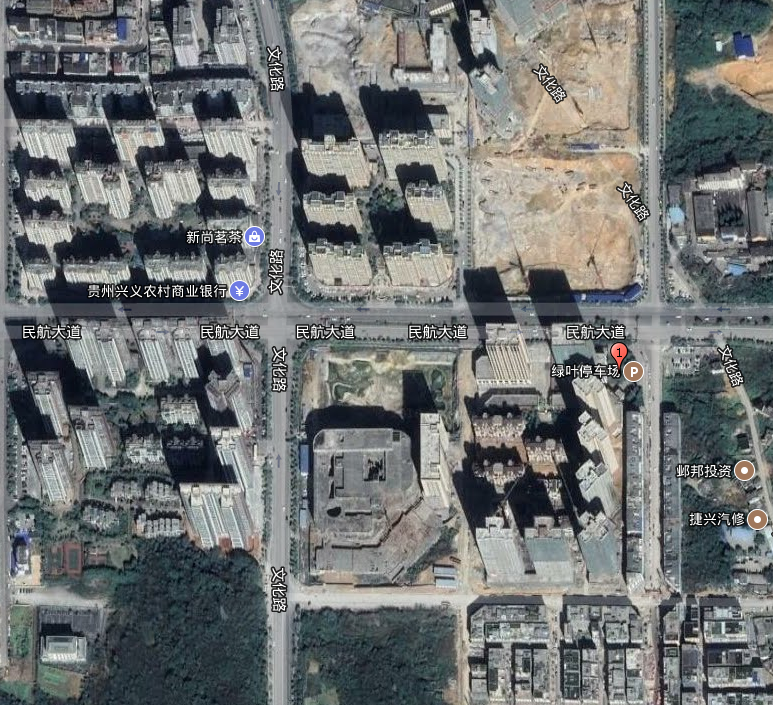 文化路
文化路
文化路
新尚茗茶
文化路
贵州兴义农村商业银行
¥
民航大道
民航大道
民航大道
民航大道
民航大道
1
文化路
文化路
绿叶停车场
P
邺邦投资
捷兴汽修
文化路